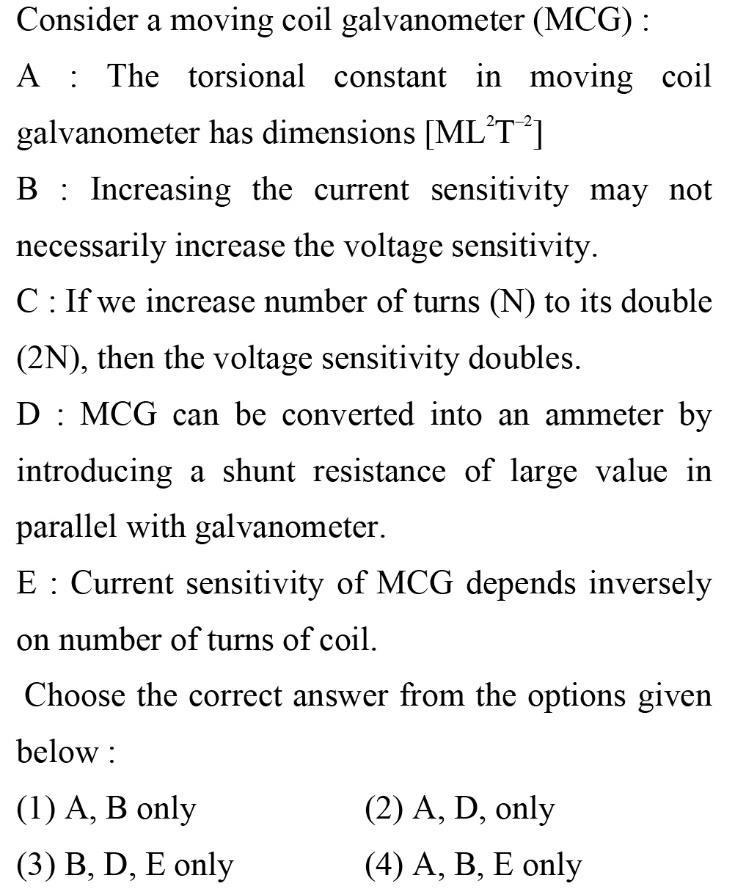 Consider a moving coil galvanometer (MCG) :
A : The torsional constant in moving coil
galvanometer has dimensions [ML²T⁻²]
B : Increasing the current sensitivity may not
necessarily increase the voltage sensitivity.
C : If we increase number of turns (N) to its double
(2N), then the voltage sensitivity doubles.
D : MCG can be converted into an ammeter by
introducing a shunt resistance of large value in
parallel with galvanometer.
E : Current sensitivity of MCG depends inversely
on number of turns of coil.
Choose the correct answer from the options given
below :
(1) A, B only (2) A, D, only
(3) B, D, E only (4) A, B, E only